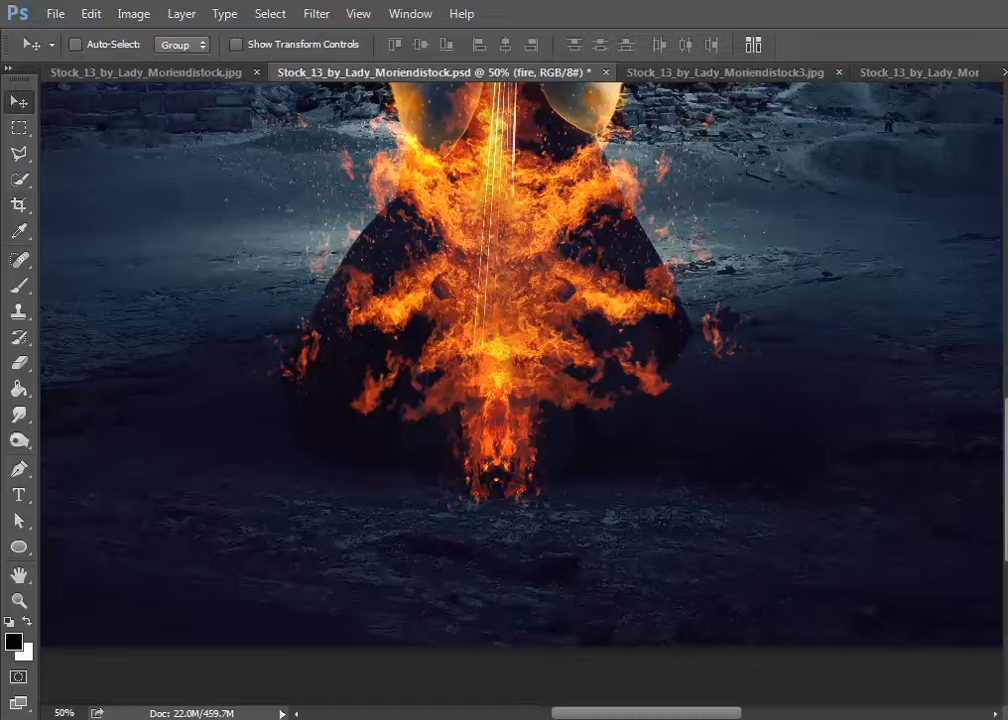 Ps File Edit Image Layer Type Select Filter View Window Help
Auto-Select: Group Show Transform Controls
Stock_13_by_Lady_Moriendistock.jpg × Stock_13_by_Lady_Moriendistock.psd @ 50% (fire, RGB/8#) * × Stock_13_by_Lady_Moriendistock3.jpg × Stock_13_by_Lady_Mor
T
50% Doc: 22.0M/459.7M